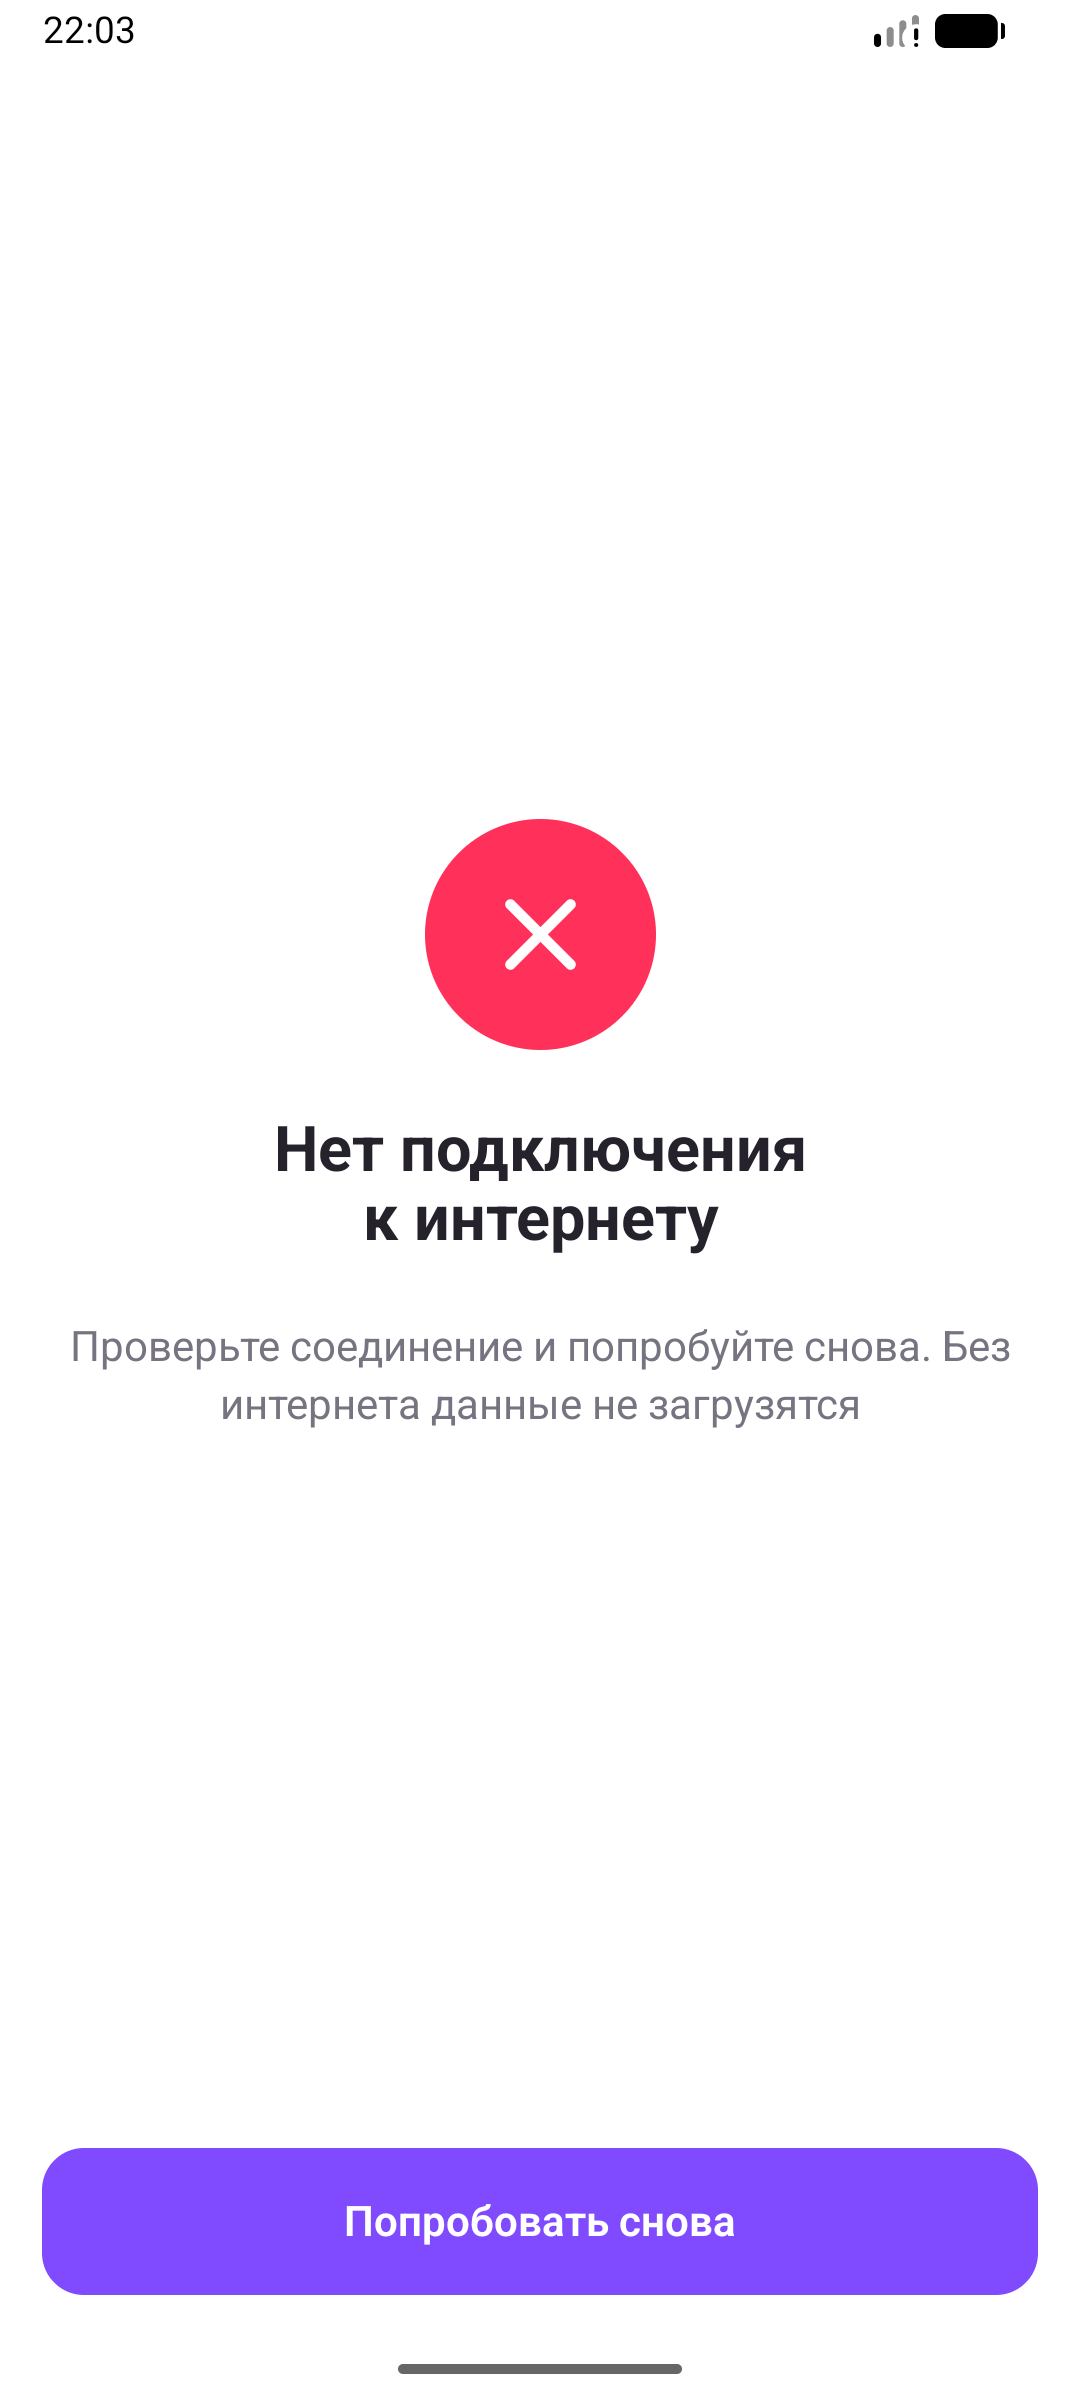 22:03
Нет подключения
к интернету
Проверьте соединение и попробуйте снова. Без
интернета данные не загрузятся
Попробовать снова